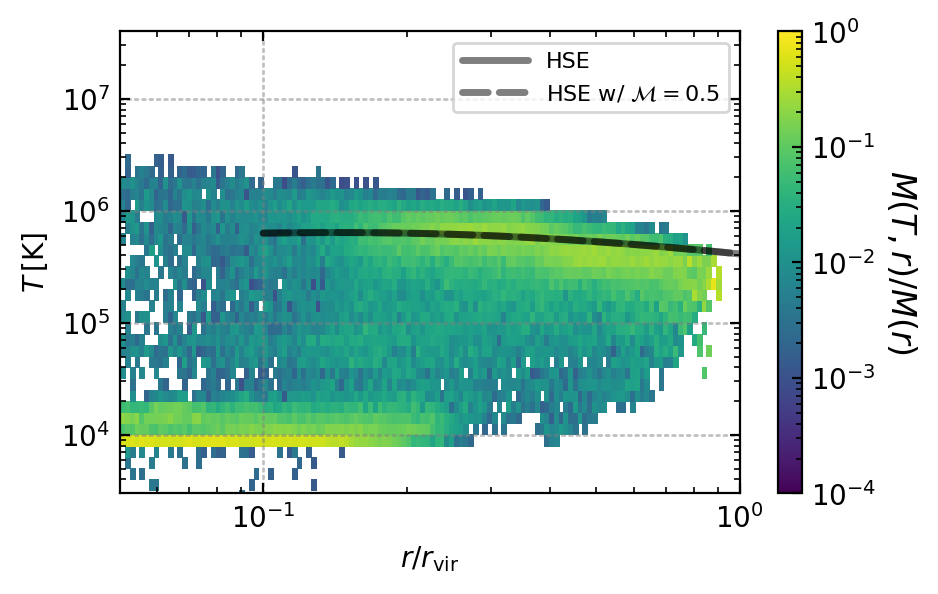 HSE
HSE w/ ℳ = 0.5
10⁷
10⁶
10⁵
10⁴
T[K]
10⁻¹
10⁰
r/r_vir
10⁰
10⁻¹
10⁻²
10⁻³
10⁻⁴
M(T, r)/M(r)